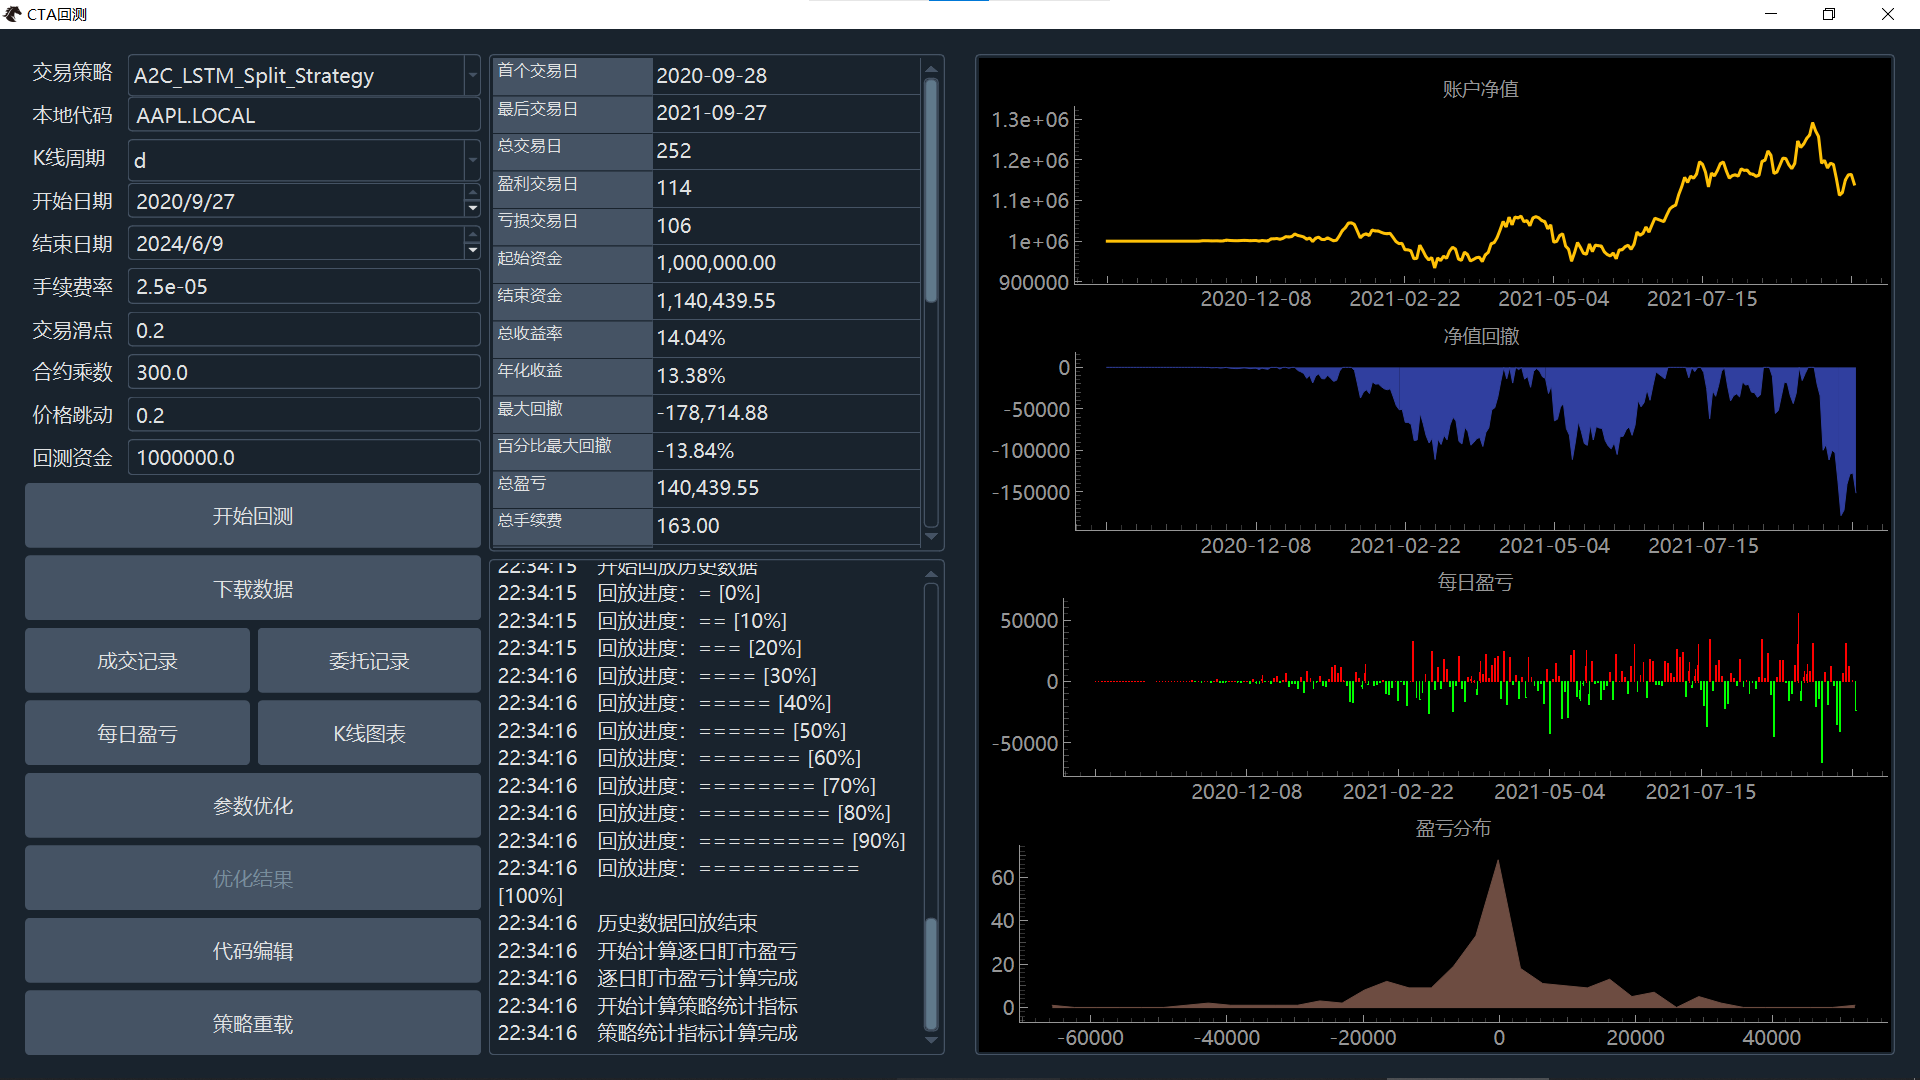 CTA回测
交易策略 A2C_LSTM_Split_Strategy
本地代码 AAPL.LOCAL
K线周期 d
开始日期 2020/9/27
结束日期 2024/6/9
手续费率 2.5e-05
交易滑点 0.2
合约乘数 300.0
价格跳动 0.2
回测资金 1000000.0
开始回测
下载数据
成交记录 委托记录
每日盈亏 K线图表
参数优化
优化结果
代码编辑
策略重载
首个交易日 2020-09-28
最后交易日 2021-09-27
总交易日 252
盈利交易日 114
亏损交易日 106
起始资金 1,000,000.00
结束资金 1,140,439.55
总收益率 14.04%
年化收益 13.38%
最大回撤 -178,714.88
百分比最大回撤 -13.84%
总盈亏 140,439.55
总手续费 163.00
22:34:15 开始回放历史数据
22:34:15 回放进度：= [0%]
22:34:15 回放进度：== [10%]
22:34:15 回放进度：=== [20%]
22:34:16 回放进度：==== [30%]
22:34:16 回放进度：===== [40%]
22:34:16 回放进度：====== [50%]
22:34:16 回放进度：======= [60%]
22:34:16 回放进度：======== [70%]
22:34:16 回放进度：========= [80%]
22:34:16 回放进度：========== [90%]
22:34:16 回放进度：===========
[100%]
22:34:16 历史数据回放结束
22:34:16 开始计算逐日盯市盈亏
22:34:16 逐日盯市盈亏计算完成
22:34:16 开始计算策略统计指标
22:34:16 策略统计指标计算完成
账户净值
1.3e+06
1.2e+06
1.1e+06
1e+06
900000
2020-12-08 2021-02-22 2021-05-04 2021-07-15
净值回撤
0
-50000
-100000
-150000
2020-12-08 2021-02-22 2021-05-04 2021-07-15
每日盈亏
50000
0
-50000
2020-12-08 2021-02-22 2021-05-04 2021-07-15
盈亏分布
60
40
20
0
-60000 -40000 -20000 0 20000 40000